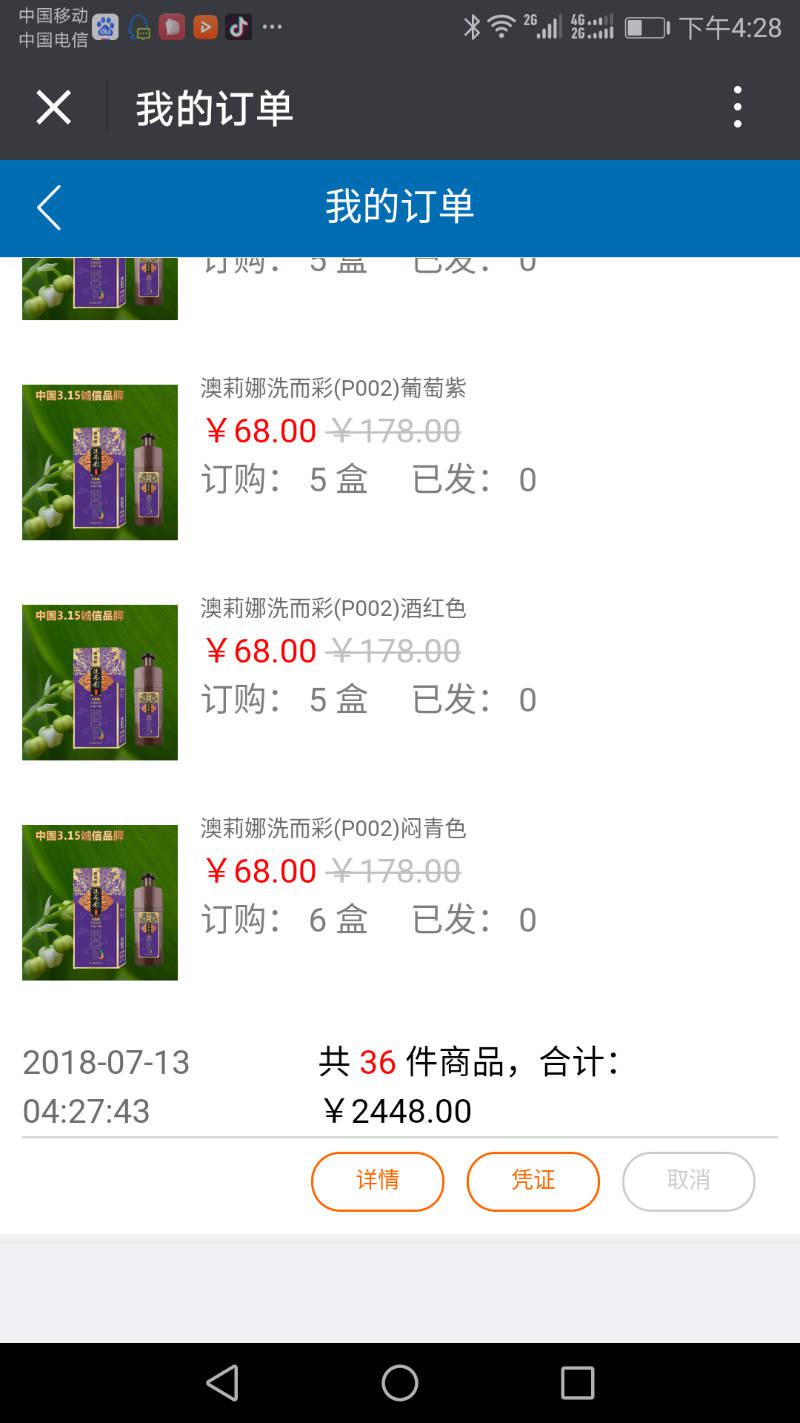 中国移动
中国电信
2G
4G
2G
下午4:28
我的订单
我的订单
订购： 5 盒 已发： 0
澳莉娜洗而彩(P002)葡萄紫
中国3.15诚信品牌
￥68.00 ￥178.00
订购： 5 盒 已发： 0
澳莉娜洗而彩(P002)酒红色
中国3.15诚信品牌
￥68.00 ￥178.00
订购： 5 盒 已发： 0
澳莉娜洗而彩(P002)闷青色
中国3.15诚信品牌
￥68.00 ￥178.00
订购： 6 盒 已发： 0
2018-07-13
04:27:43
共 36 件商品，合计：
￥2448.00
详情
凭证
取消